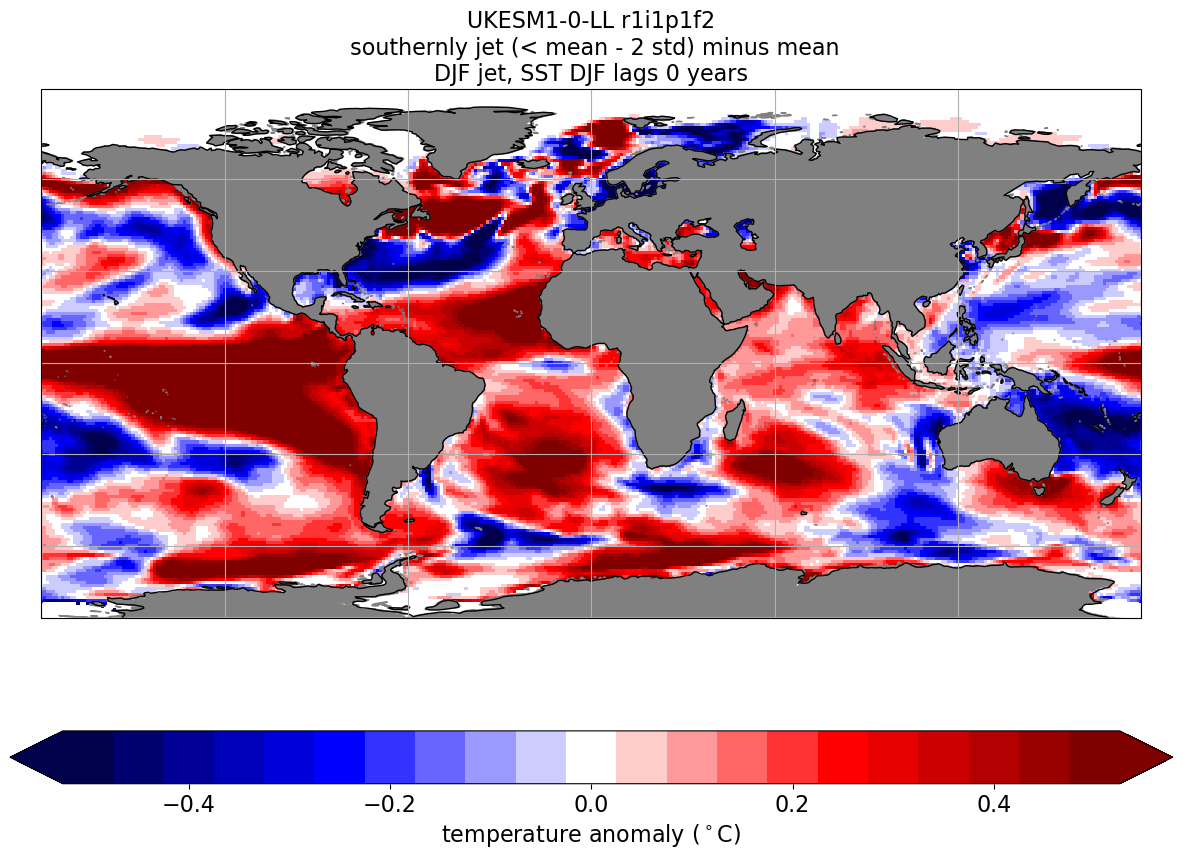 UKESM1-0-LL r1i1p1f2
southernly jet (< mean - 2 std) minus mean
DJF jet, SST DJF lags 0 years
−0.4 −0.2 0.0 0.2 0.4
temperature anomaly (°C)